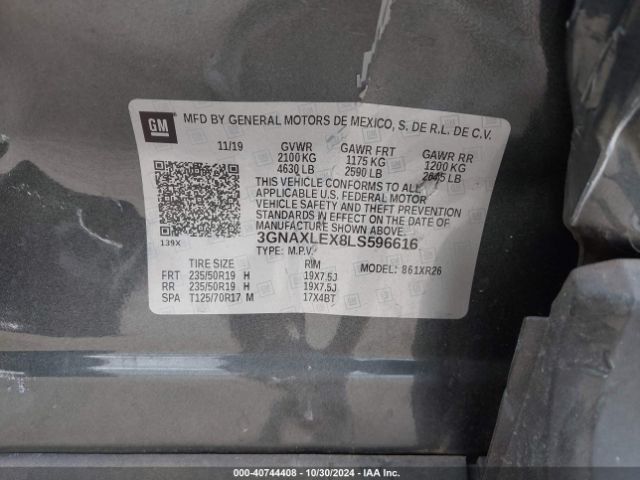 GM
MFD BY GENERAL MOTORS DE MEXICO, S. DE R.L. DE C.V.
11/19 GVWR GAWR FRT GAWR RR
2100 KG 1175 KG 1200 KG
4630 LB 2590 LB 2645 LB
THIS VEHICLE CONFORMS TO ALL
APPLICABLE U.S. FEDERAL MOTOR
VEHICLE SAFETY AND THEFT PREVENTION
STANDARDS IN EFFECT ON THE DATE OF
MANUFACTURE SHOWN ABOVE.
139X 3GNAXLEX8LS596616
TYPE: M.P.V.
TIRE SIZE RIM MODEL: 861XR26
FRT 235/50R19 H 19X7.5J
RR 235/50R19 H 19X7.5J
SPA T125/70R17 M 17X4BT
000-40744408 | 10/30/2024 | IAA Inc.